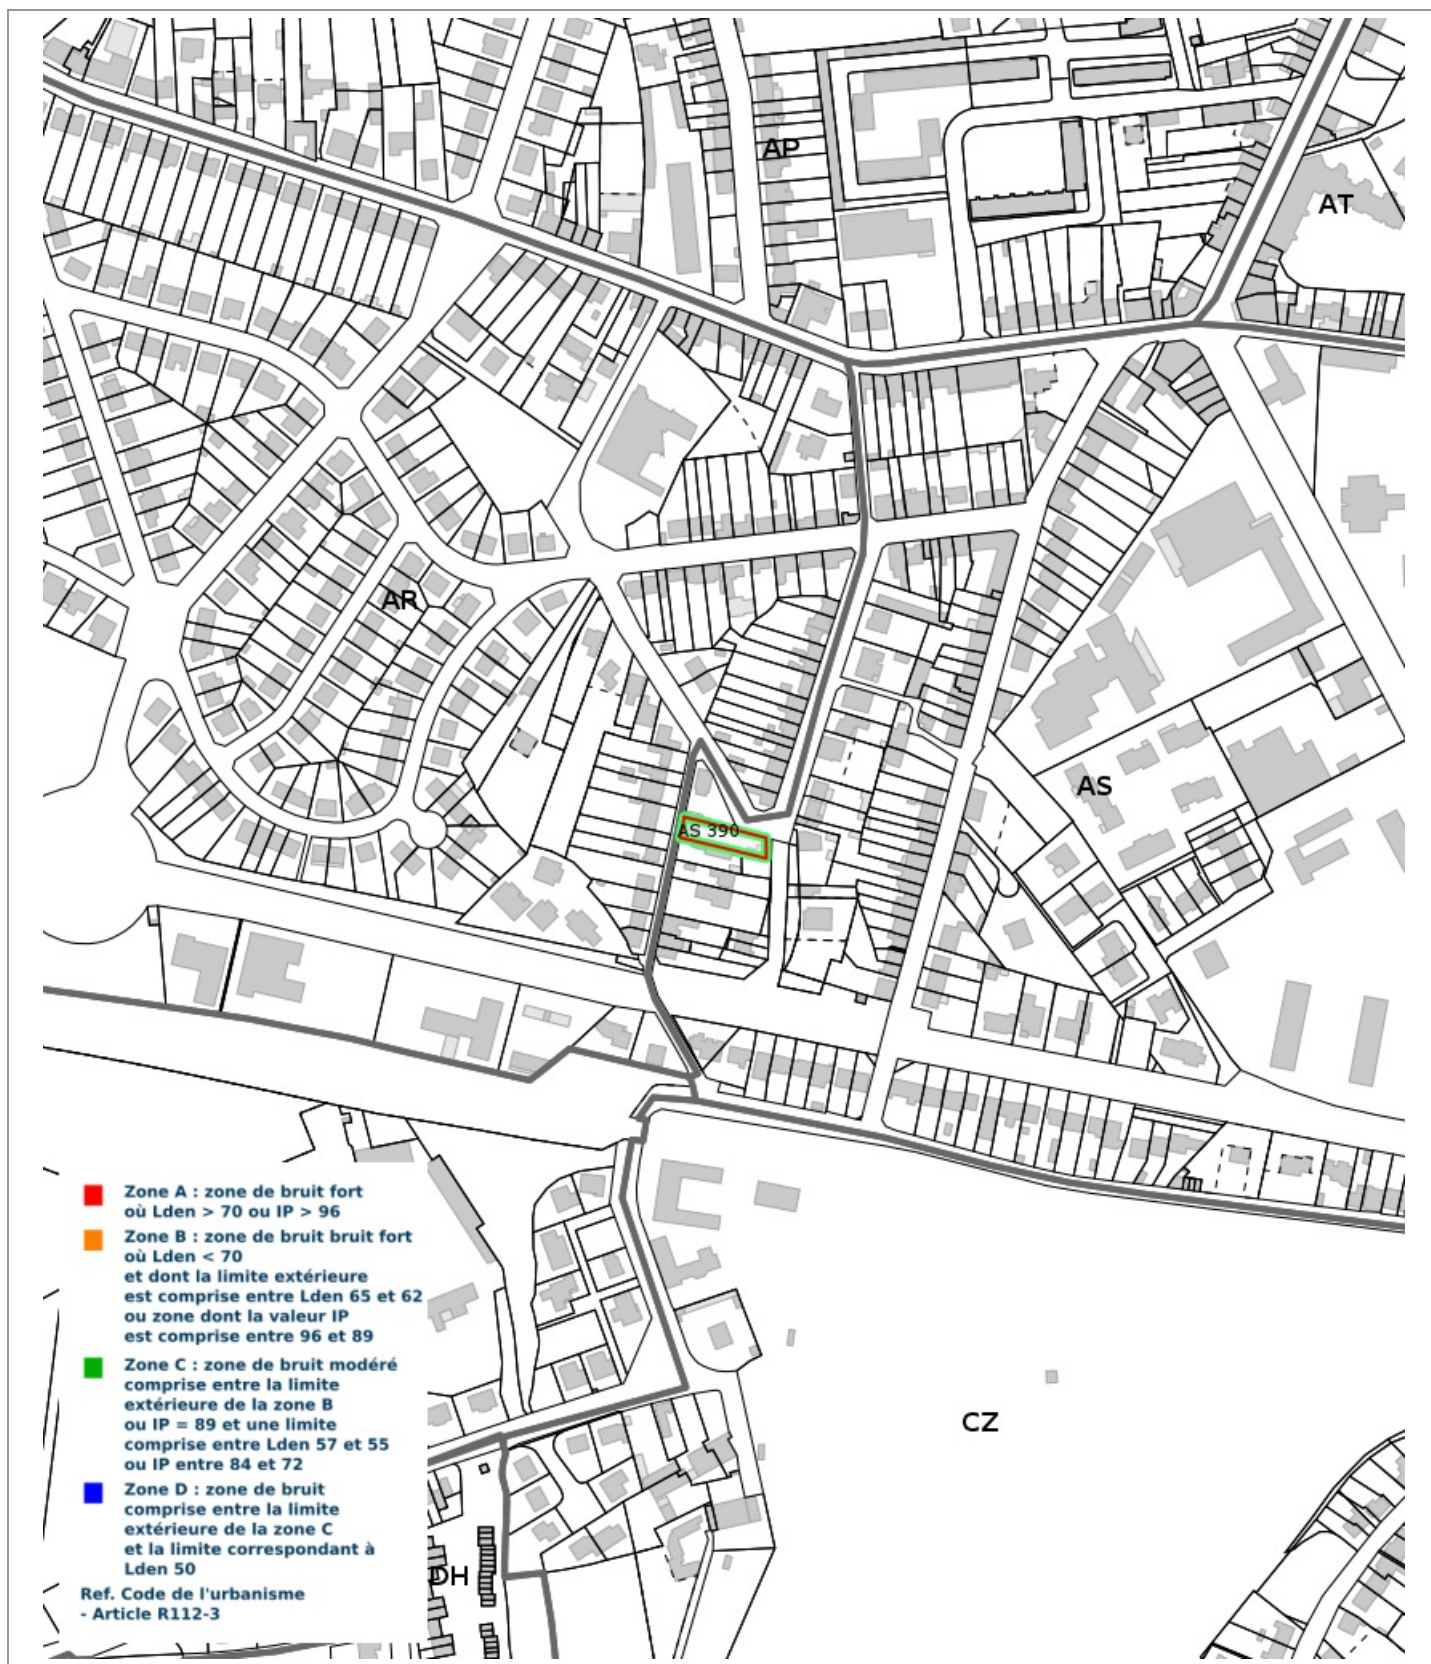 AP
AT
AR
AS
AS 390
CZ
DH
Zone A : zone de bruit fort
où Lden > 70 ou IP > 96
Zone B : zone de bruit bruit fort
où Lden < 70
et dont la limite extérieure
est comprise entre Lden 65 et 62
ou zone dont la valeur IP
est comprise entre 96 et 89
Zone C : zone de bruit modéré
comprise entre la limite
extérieure de la zone B
ou IP = 89 et une limite
comprise entre Lden 57 et 55
ou IP entre 84 et 72
Zone D : zone de bruit
comprise entre la limite
extérieure de la zone C
et la limite correspondant à
Lden 50
Ref. Code de l'urbanisme
- Article R112-3